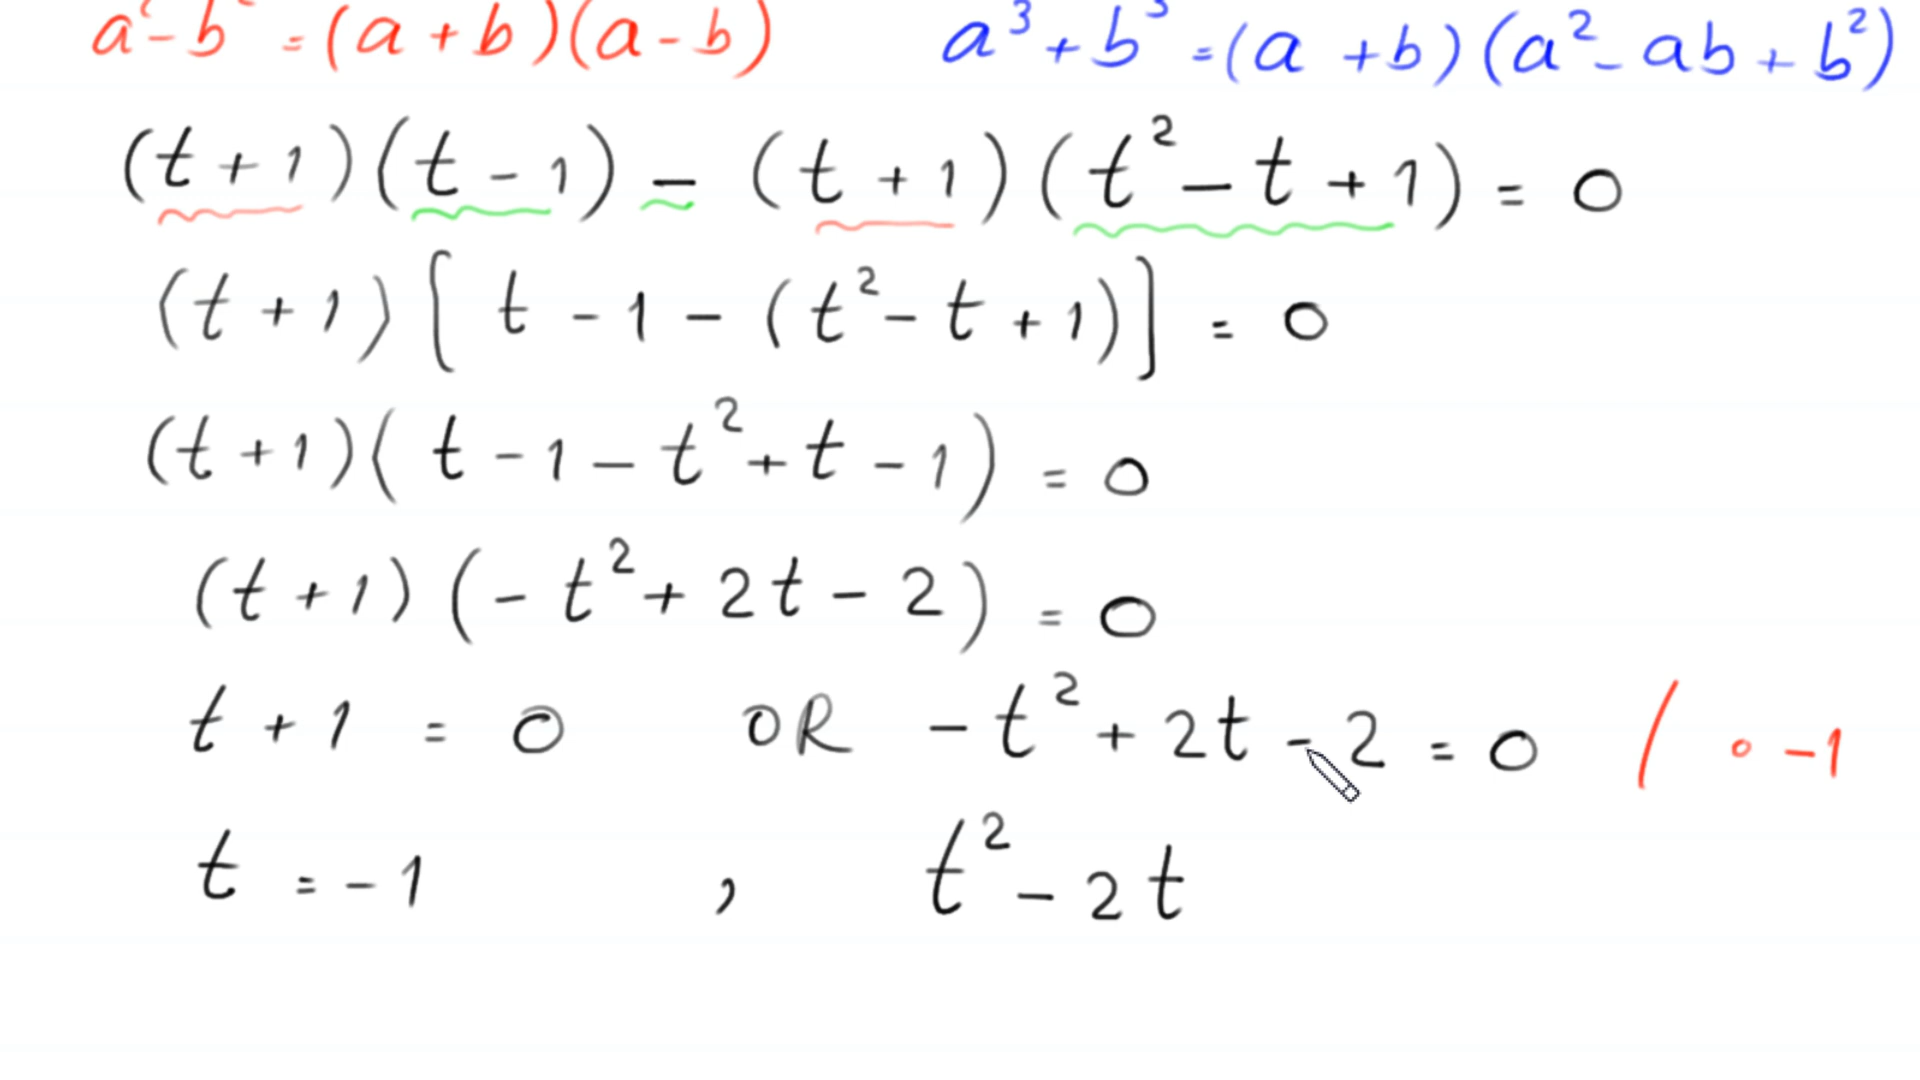 a² - b² = (a + b)(a - b)    a³ + b³ = (a + b)(a² - ab + b²)
(t + 1)(t - 1) - (t + 1)(t² - t + 1) = 0
(t + 1)[t - 1 - (t² - t + 1)] = 0
(t + 1)(t - 1 - t² + t - 1) = 0
(t + 1)(- t² + 2t - 2) = 0
t + 1 = 0    OR    - t² + 2t - 2 = 0    / · -1
t = - 1    ,    t² - 2t